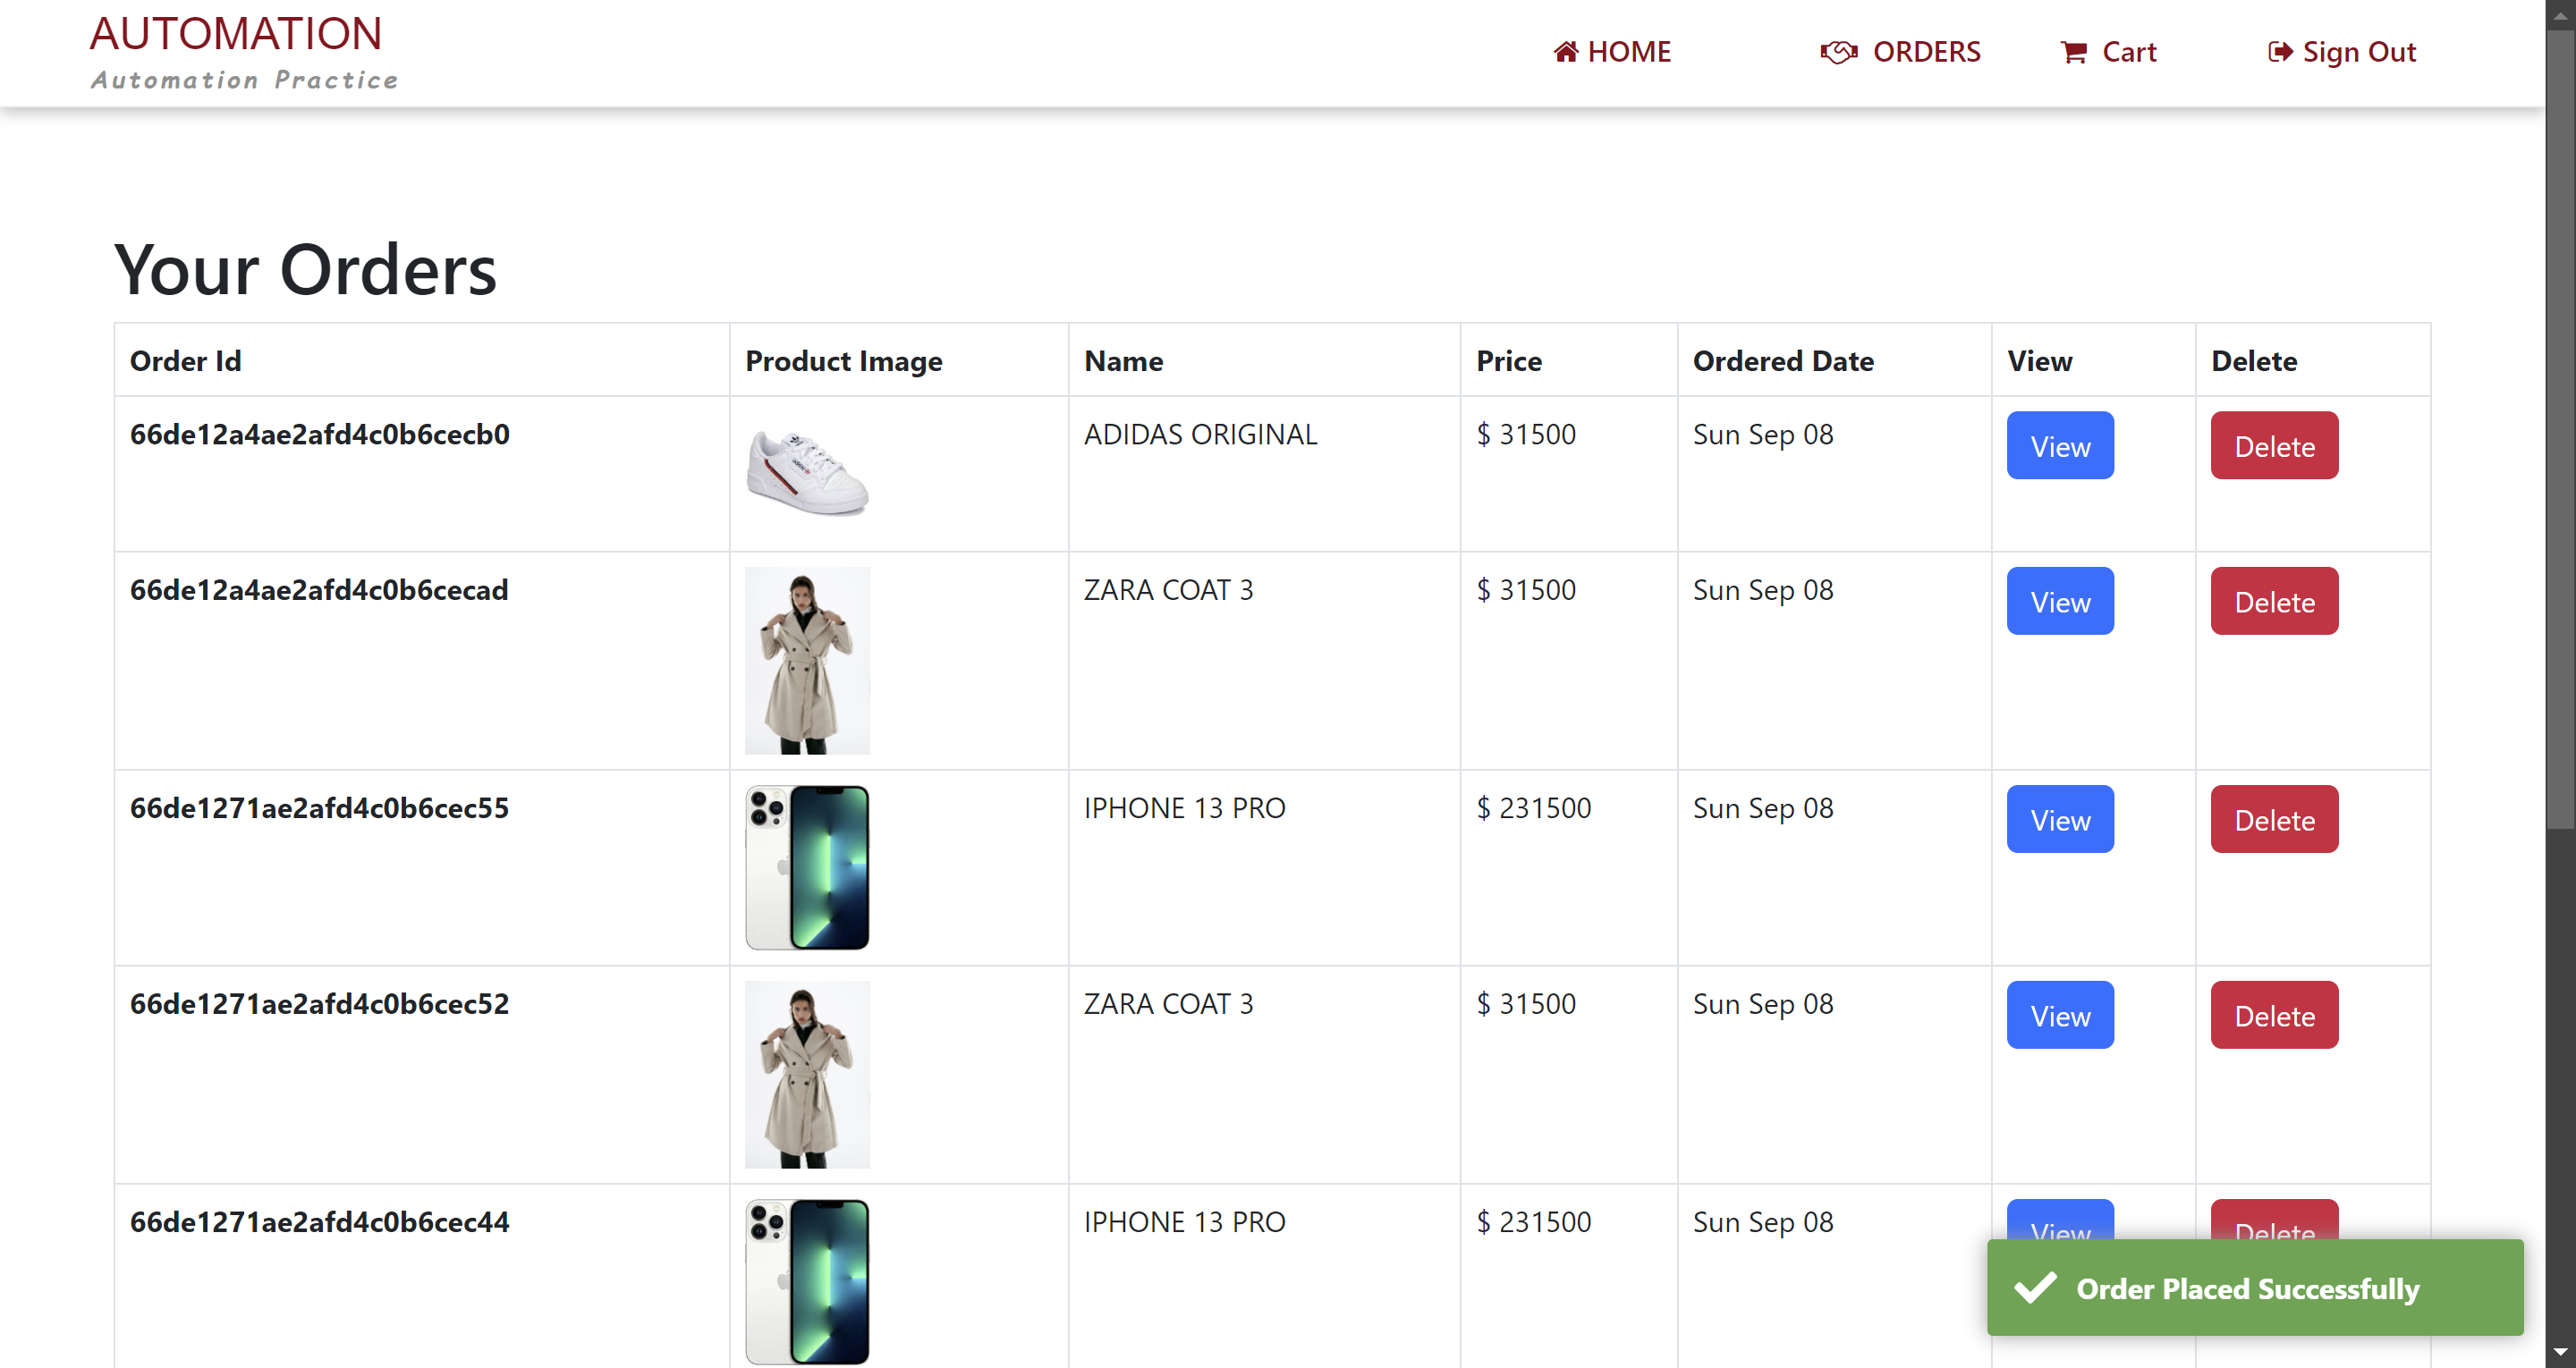 AUTOMATION
Automation Practice
HOME ORDERS Cart Sign Out
Your Orders
Order Id Product Image Name Price Ordered Date View Delete
66de12a4ae2afd4c0b6cecb0 ADIDAS ORIGINAL $ 31500 Sun Sep 08 View Delete
66de12a4ae2afd4c0b6cecad ZARA COAT 3 $ 31500 Sun Sep 08 View Delete
66de1271ae2afd4c0b6cec55 IPHONE 13 PRO $ 231500 Sun Sep 08 View Delete
66de1271ae2afd4c0b6cec52 ZARA COAT 3 $ 31500 Sun Sep 08 View Delete
66de1271ae2afd4c0b6cec44 IPHONE 13 PRO $ 231500 Sun Sep 08 View Delete
Order Placed Successfully